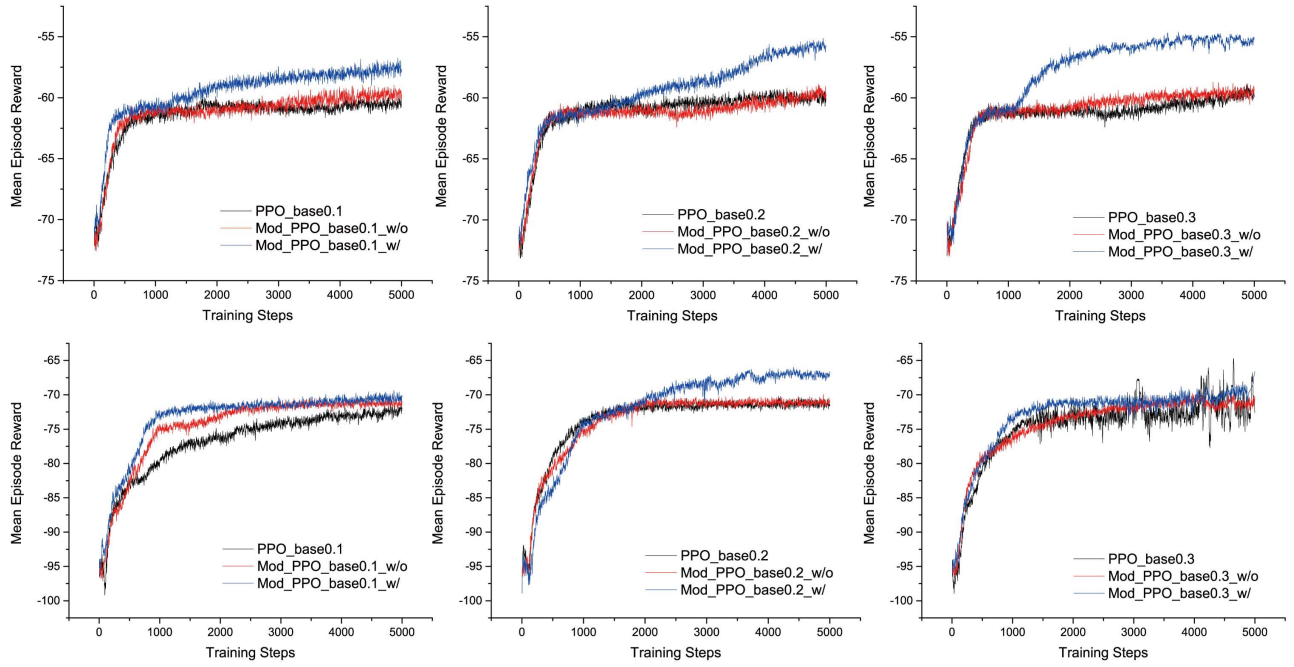 -55
-60
-65
-70
-75
Mean Episode Reward
PPO_base0.1
Mod_PPO_base0.1_w/o
Mod_PPO_base0.1_w/
0 1000 2000 3000 4000 5000
Training Steps
-55
-60
-65
-70
-75
Mean Episode Reward
PPO_base0.2
Mod_PPO_base0.2_w/o
Mod_PPO_base0.2_w/
0 1000 2000 3000 4000 5000
Training Steps
-55
-60
-65
-70
-75
Mean Episode Reward
PPO_base0.3
Mod_PPO_base0.3_w/o
Mod_PPO_base0.3_w/
0 1000 2000 3000 4000 5000
Training Steps
-65
-70
-75
-80
-85
-90
-95
-100
Mean Episode Reward
PPO_base0.1
Mod_PPO_base0.1_w/o
Mod_PPO_base0.1_w/
0 1000 2000 3000 4000 5000
Training Steps
-65
-70
-75
-80
-85
-90
-95
-100
Mean Episode Reward
PPO_base0.2
Mod_PPO_base0.2_w/o
Mod_PPO_base0.2_w/
0 1000 2000 3000 4000 5000
Training Steps
-65
-70
-75
-80
-85
-90
-95
-100
Mean Episode Reward
PPO_base0.3
Mod_PPO_base0.3_w/o
Mod_PPO_base0.3_w/
0 1000 2000 3000 4000 5000
Training Steps